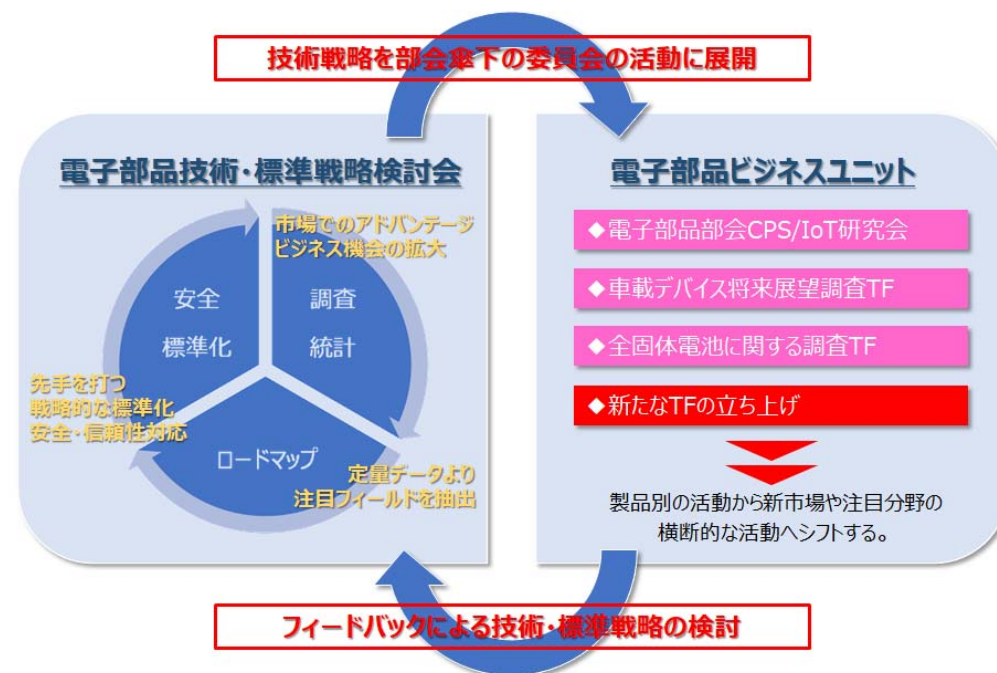 技術戦略を部会傘下の委員会の活動に展開
電子部品技術・標準戦略検討会
市場でのアドバンテージ
ビジネス機会の拡大
安全
標準化
調査
統計
先手を打つ
戦略的な標準化
安全・信頼性対応
ロードマップ
定量データより
注目フィールドを抽出
電子部品ビジネスユニット
◆電子部品部会CPS/IoT研究会
◆車載デバイス将来展望調査TF
◆全固体電池に関する調査TF
◆新たなTFの立ち上げ
製品別の活動から新市場や注目分野の
横断的な活動へシフトする。
フィードバックによる技術・標準戦略の検討